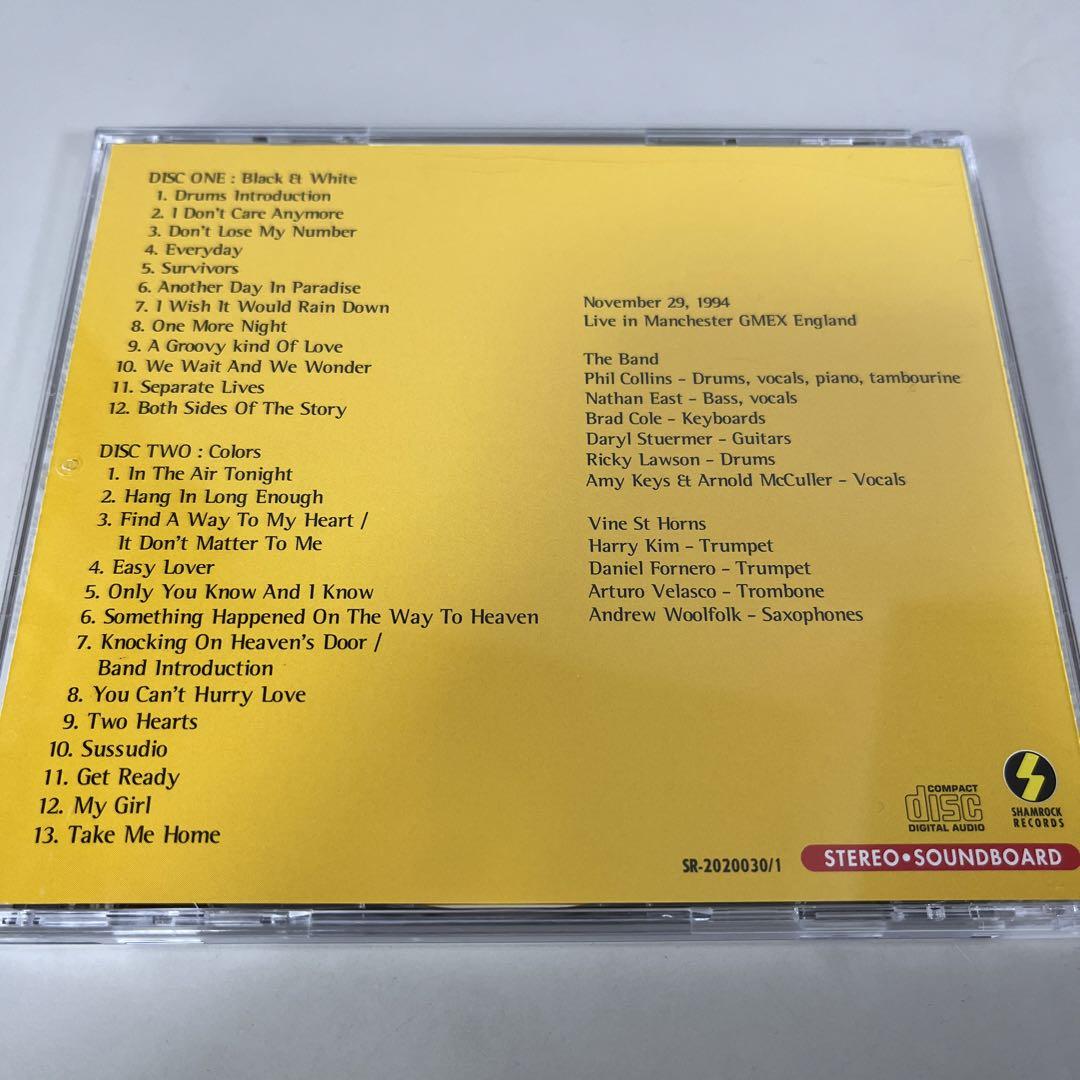 DISC ONE : Black & White
1. Drums Introduction
2. I Don't Care Anymore
3. Don't Lose My Number
4. Everyday
5. Survivors
6. Another Day In Paradise
7. I Wish It Would Rain Down
8. One More Night
9. A Groovy kind Of Love
10. We Wait And We Wonder
11. Separate Lives
12. Both Sides Of The Story
DISC TWO : Colors
1. In The Air Tonight
2. Hang In Long Enough
3. Find A Way To My Heart /
It Don't Matter To Me
4. Easy Lover
5. Only You Know And I Know
6. Something Happened On The Way To Heaven
7. Knocking On Heaven's Door /
Band Introduction
8. You Can't Hurry Love
9. Two Hearts
10. Sussudio
11. Get Ready
12. My Girl
13. Take Me Home
November 29, 1994
Live in Manchester GMEX England
The Band
Phil Collins – Drums, vocals, piano, tambourine
Nathan East – Bass, vocals
Brad Cole – Keyboards
Daryl Stuermer – Guitars
Ricky Lawson – Drums
Amy Keys & Arnold McCuller – Vocals
Vine St Horns
Harry Kim – Trumpet
Daniel Fornero – Trumpet
Arturo Velasco – Trombone
Andrew Woolfolk – Saxophones
COMPACT
disc
DIGITAL AUDIO
SHAMROCK
RECORDS
SR-2020030/1
STEREO•SOUNDBOARD